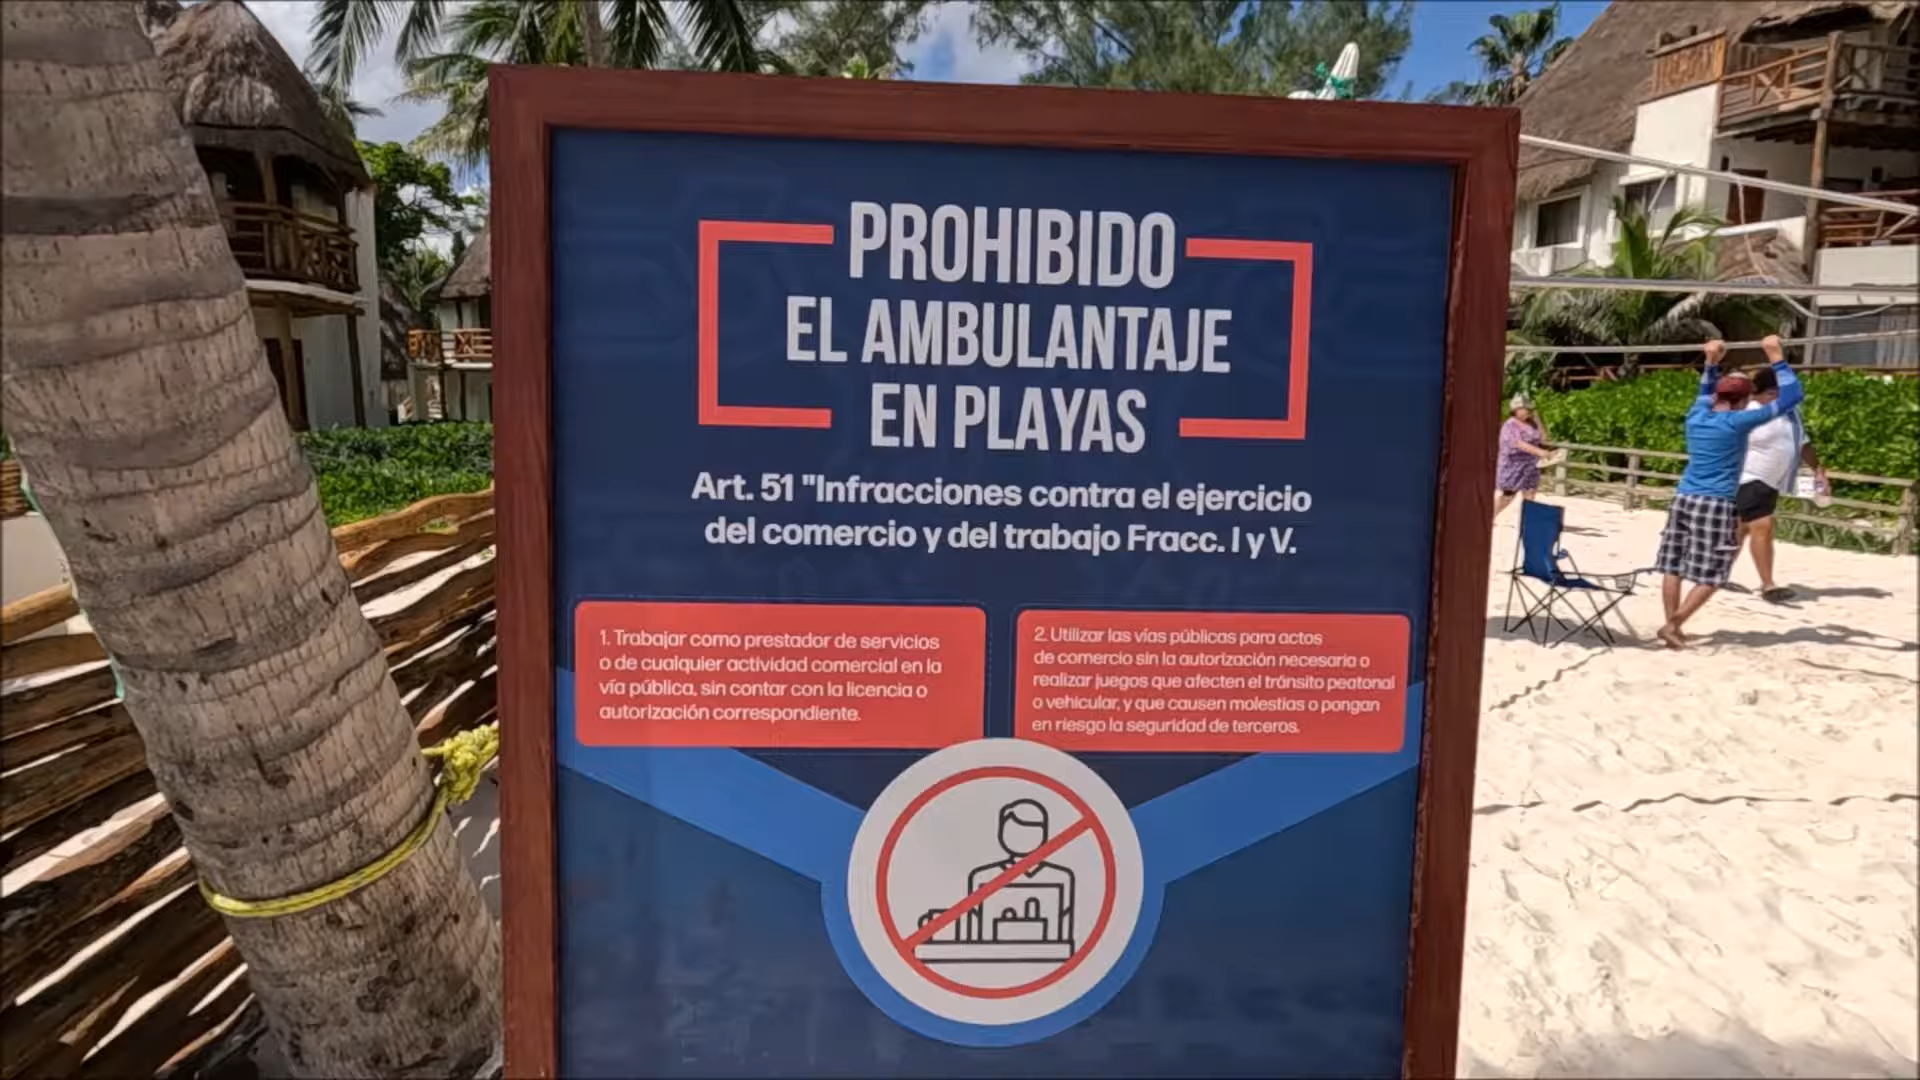 PROHIBIDO
EL AMBULANTAJE
EN PLAYAS
Art. 51 "Infracciones contra el ejercicio
del comercio y del trabajo Fracc. I y V.
1. Trabajar como prestador de servicios
o de cualquier actividad comercial en la
vía pública, sin contar con la licencia o
autorización correspondiente.
2. Utilizar las vías públicas para actos
de comercio sin la autorización necesaria o
realizar juegos que afecten el tránsito peatonal
o vehicular, y que causen molestias o pongan
en riesgo la seguridad de terceros.